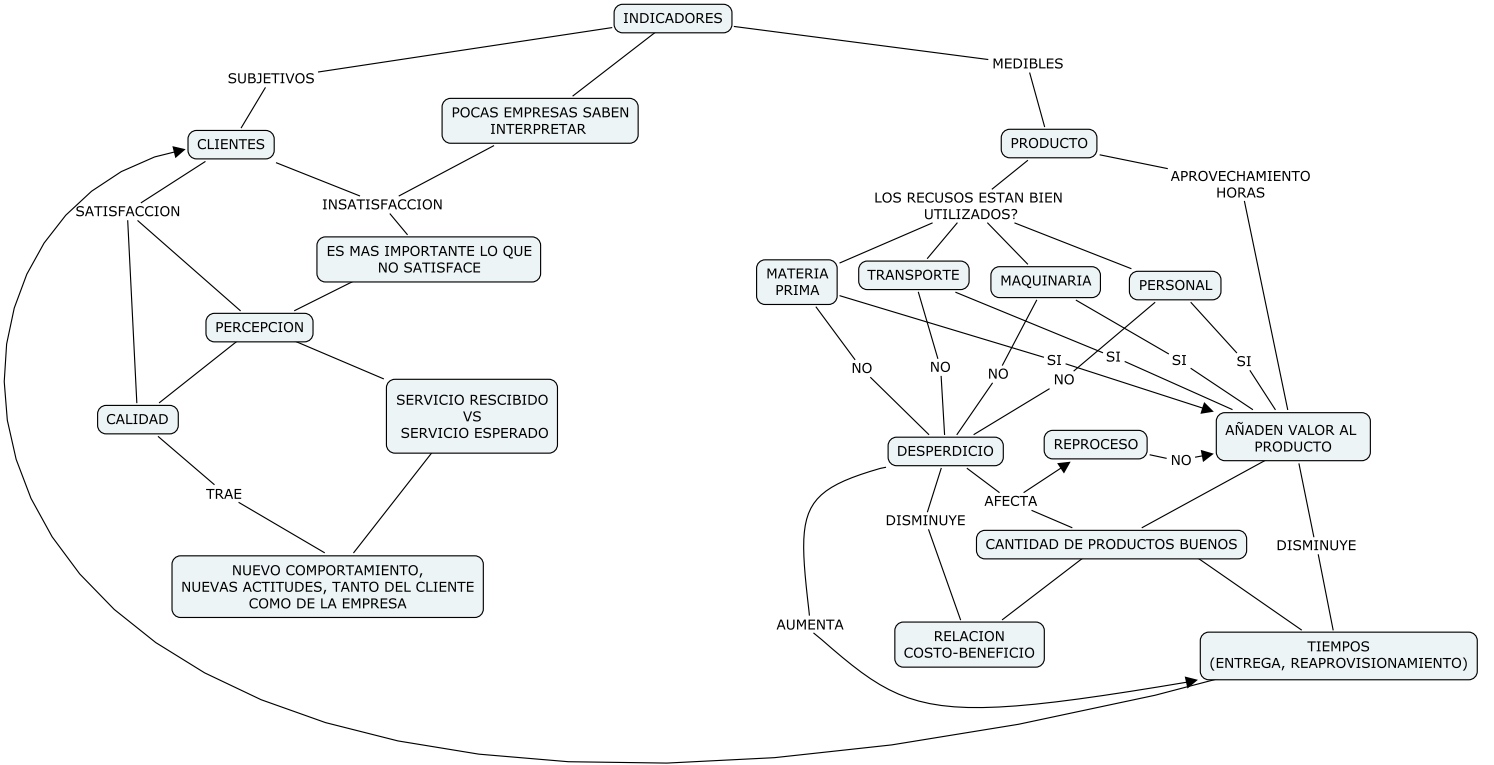 INDICADORES
SUBJETIVOS
MEDIBLES
POCAS EMPRESAS SABEN
INTERPRETAR
CLIENTES
PRODUCTO
APROVECHAMIENTO
HORAS
SATISFACCION
INSATISFACCION
LOS RECUSOS ESTAN BIEN
UTILIZADOS?
ES MAS IMPORTANTE LO QUE
NO SATISFACE
MATERIA
PRIMA
TRANSPORTE
MAQUINARIA
PERSONAL
PERCEPCION
NO
NO
NO
NO
SI
SI
SI
SI
CALIDAD
SERVICIO RESCIBIDO
VS
SERVICIO ESPERADO
DESPERDICIO
REPROCESO
NO
AÑADEN VALOR AL
PRODUCTO
TRAE
AFECTA
DISMINUYE
CANTIDAD DE PRODUCTOS BUENOS
DISMINUYE
NUEVO COMPORTAMIENTO,
NUEVAS ACTITUDES, TANTO DEL CLIENTE
COMO DE LA EMPRESA
AUMENTA
RELACION
COSTO-BENEFICIO
TIEMPOS
(ENTREGA, REAPROVISIONAMIENTO)